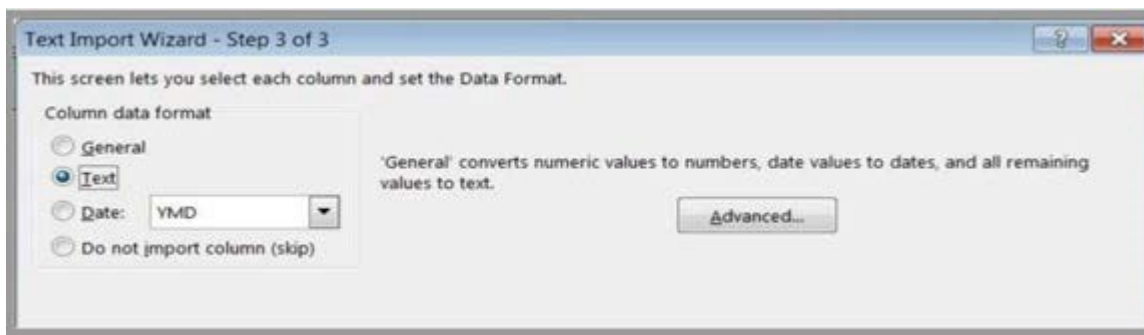 Text Import Wizard - Step 3 of 3
This screen lets you select each column and set the Data Format.
Column data format
General
Text
Date: YMD
Do not import column (skip)
'General' converts numeric values to numbers, date values to dates, and all remaining
values to text.
Advanced...